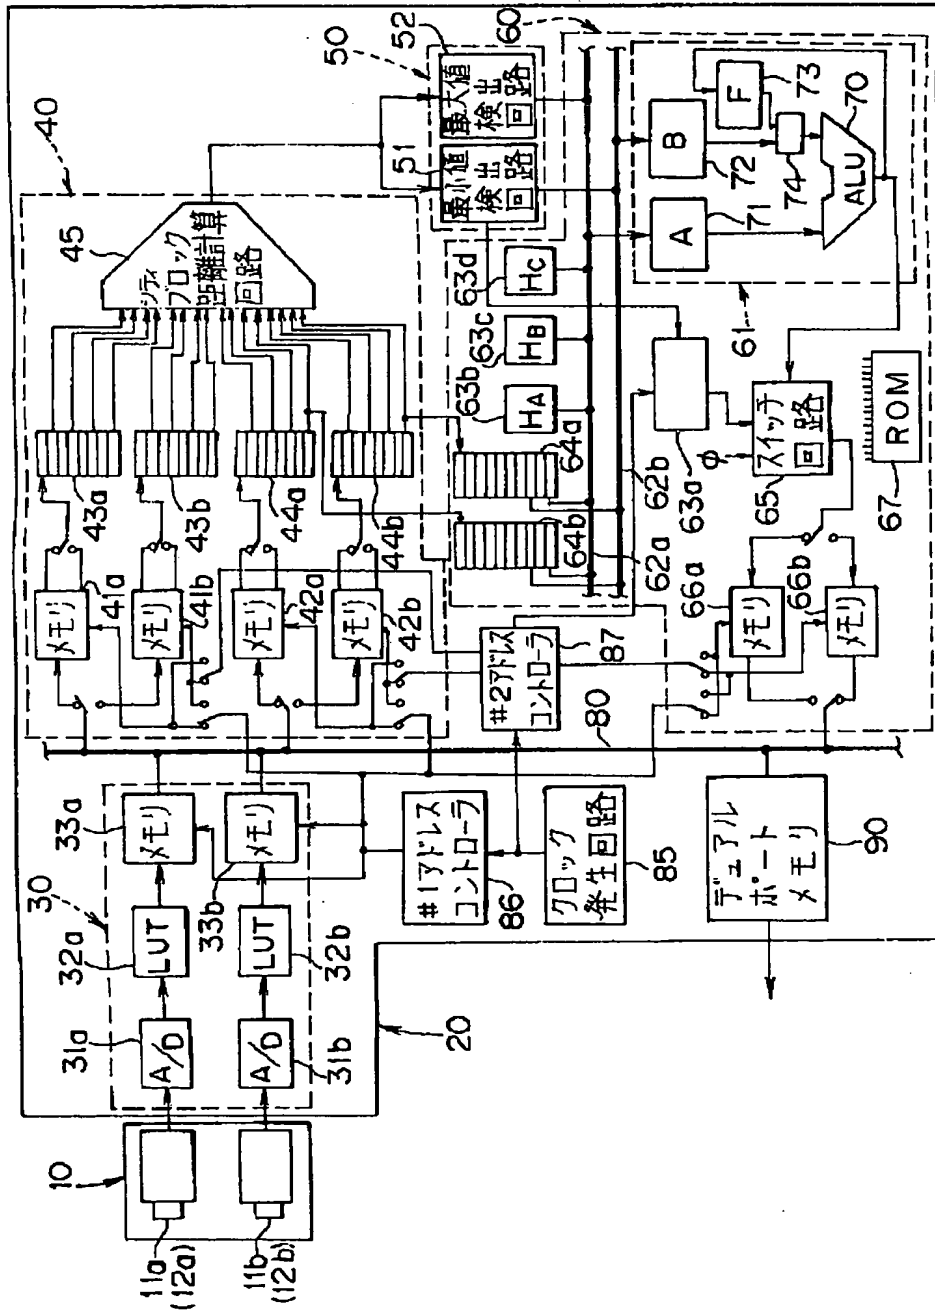 10
11a
(12a)
11b
(12b)
20
30
31a
A/D
31b
A/D
32a
LUT
32b
LUT
33a
メモリ
33b
メモリ
40
41a
メモリ
41b
メモリ
42a
メモリ
42b
メモリ
43a
43b
44a
44b
45
シティ
ブロック
距離計算
回路
50
51
最小値
検出
回路
52
最大値
検出
回路
60
61
62a
62b
63a
63b
HA
63c
HB
63d
HC
64a
64b
65
スイッチ
回路
φ
66a
メモリ
66b
メモリ
67
ROM
70
ALU
71
A
72
B
73
F
74
80
85
クロック
発生回路
86
#1アドレス
コントローラ
87
#2アドレス
コントローラ
90
デュアル
ポート
メモリ